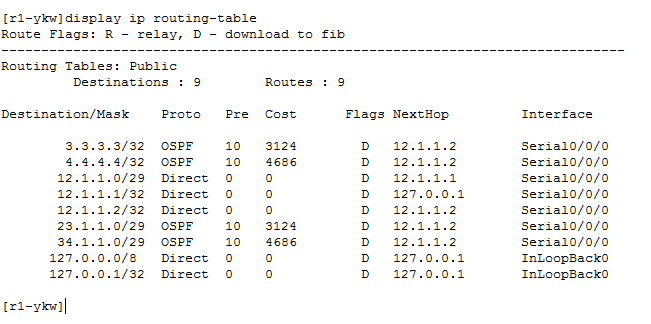 [r1-ykw]display ip routing-table
Route Flags: R - relay, D - download to fib
------------------------------------------------------------------------------
Routing Tables: Public
         Destinations : 9        Routes : 9

Destination/Mask    Proto   Pre  Cost      Flags NextHop         Interface

        3.3.3.3/32  OSPF    10   3124        D   12.1.1.2        Serial0/0/0
        4.4.4.4/32  OSPF    10   4686        D   12.1.1.2        Serial0/0/0
       12.1.1.0/29  Direct  0    0           D   12.1.1.1        Serial0/0/0
       12.1.1.1/32  Direct  0    0           D   127.0.0.1       Serial0/0/0
       12.1.1.2/32  Direct  0    0           D   12.1.1.2        Serial0/0/0
       23.1.1.0/29  OSPF    10   3124        D   12.1.1.2        Serial0/0/0
       34.1.1.0/29  OSPF    10   4686        D   12.1.1.2        Serial0/0/0
      127.0.0.0/8   Direct  0    0           D   127.0.0.1       InLoopBack0
      127.0.0.1/32  Direct  0    0           D   127.0.0.1       InLoopBack0

[r1-ykw]